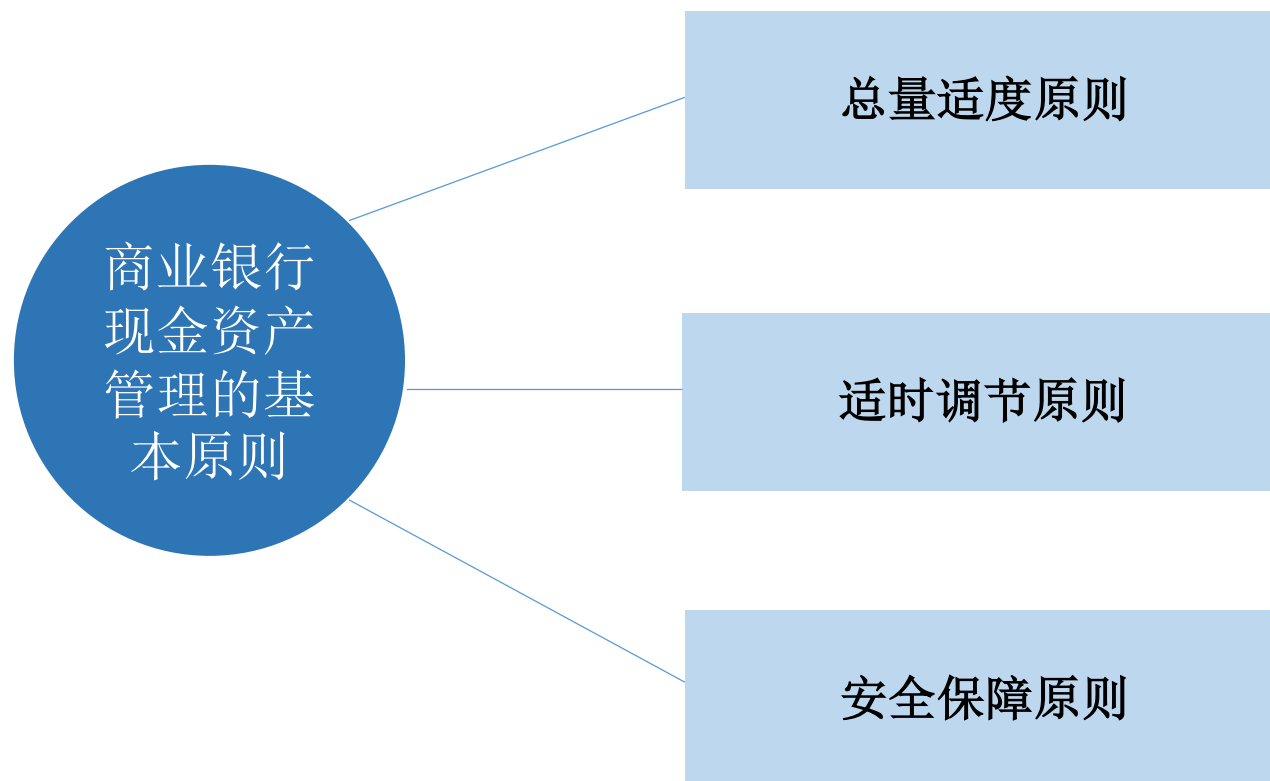 商业银行
现金资产
管理的基
本原则
总量适度原则
适时调节原则
安全保障原则